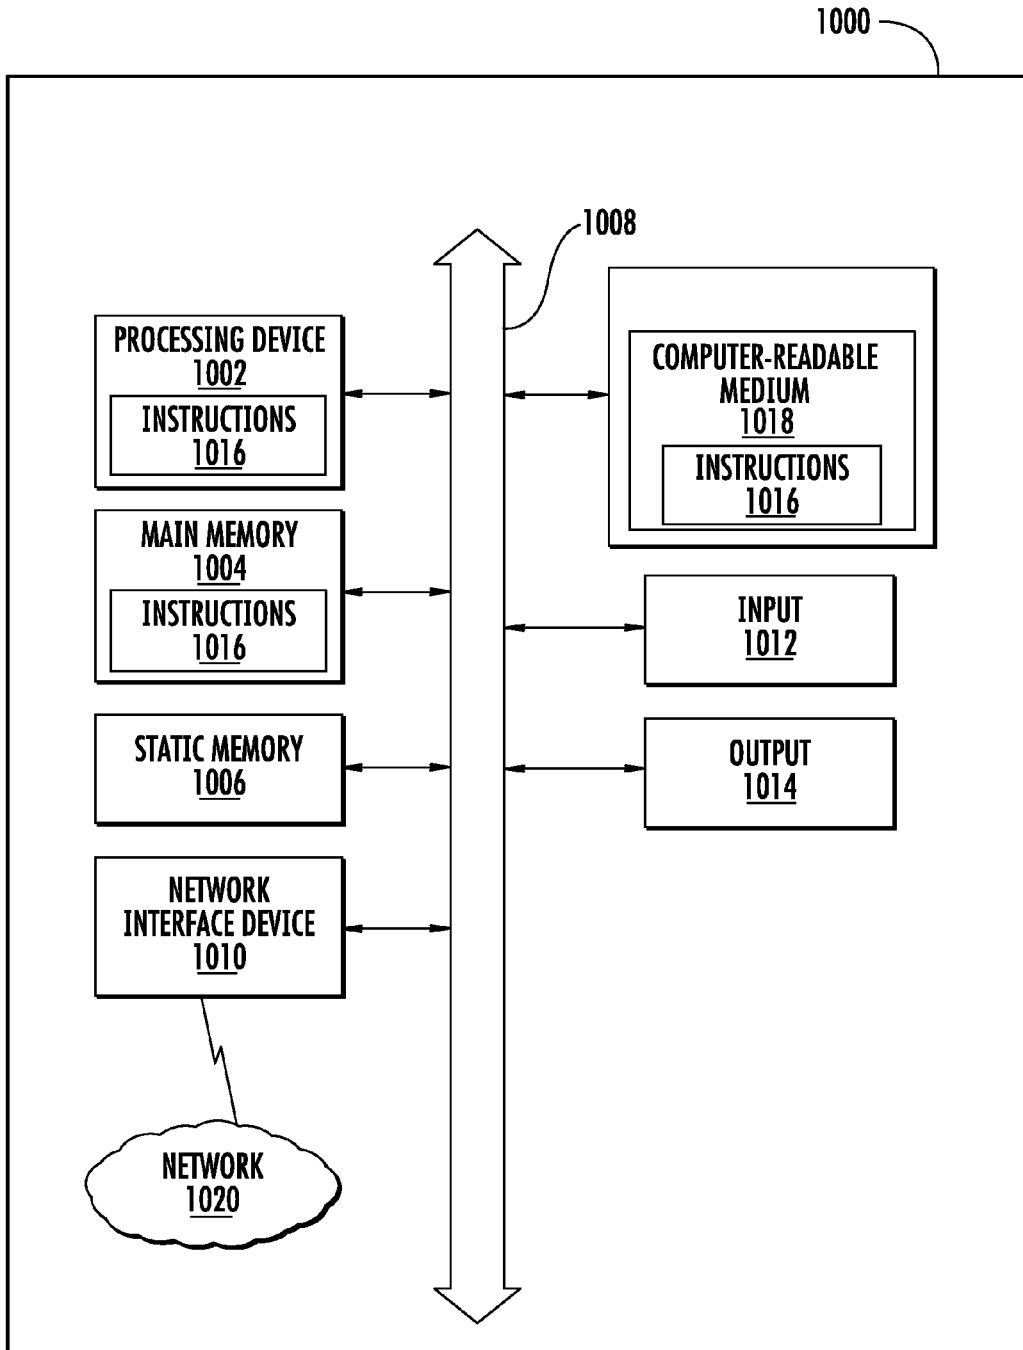 1000
1008
PROCESSING DEVICE
1002
INSTRUCTIONS
1016
MAIN MEMORY
1004
INSTRUCTIONS
1016
STATIC MEMORY
1006
NETWORK
INTERFACE DEVICE
1010
NETWORK
1020
COMPUTER-READABLE
MEDIUM
1018
INSTRUCTIONS
1016
INPUT
1012
OUTPUT
1014